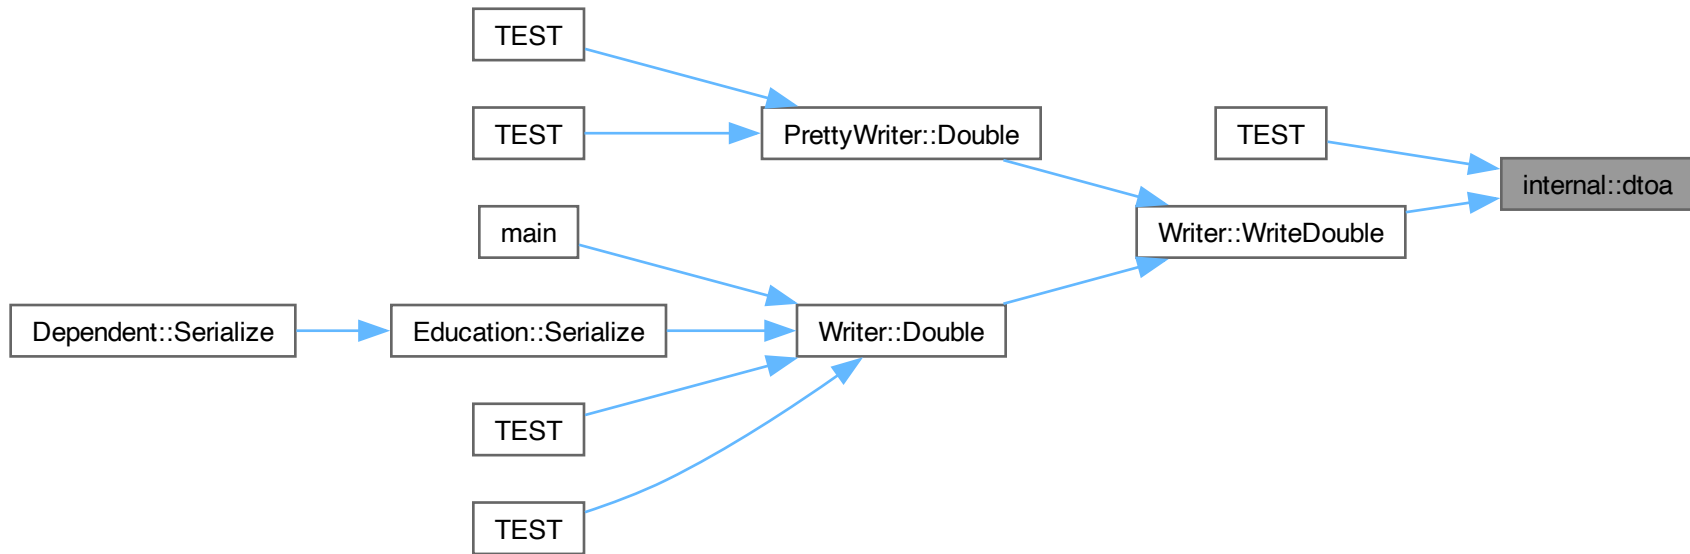 TEST
TEST
PrettyWriter::Double
TEST
internal::dtoa
main
Writer::WriteDouble
Dependent::Serialize
Education::Serialize
Writer::Double
TEST
TEST